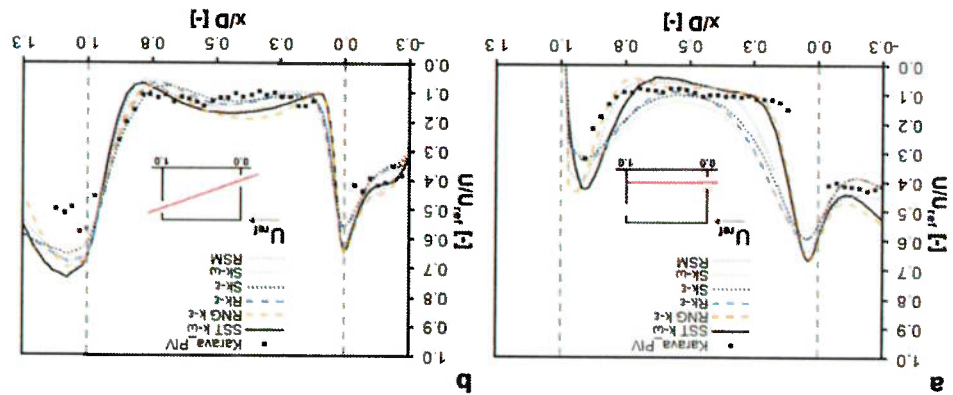 a
U/U_ref [-]
1.0
0.9
0.8
0.7
0.6
0.5
0.4
0.3
0.2
0.1
0.0
Karava_PIV
SST k-ω
RNG k-ε
Rk-ε
Sk-ε
Sk-ω
RSM
U_ref
0.0 1.0
-0.3 0.0 0.3 0.5 0.8 1.0 1.3
x/D [-]
b
U/U_ref [-]
1.0
0.9
0.8
0.7
0.6
0.5
0.4
0.3
0.2
0.1
0.0
Karava_PIV
SST k-ω
RNG k-ε
Rk-ε
Sk-ε
Sk-ω
RSM
U_ref
0.0 1.0
-0.3 0.0 0.3 0.5 0.8 1.0 1.3
x/D [-]